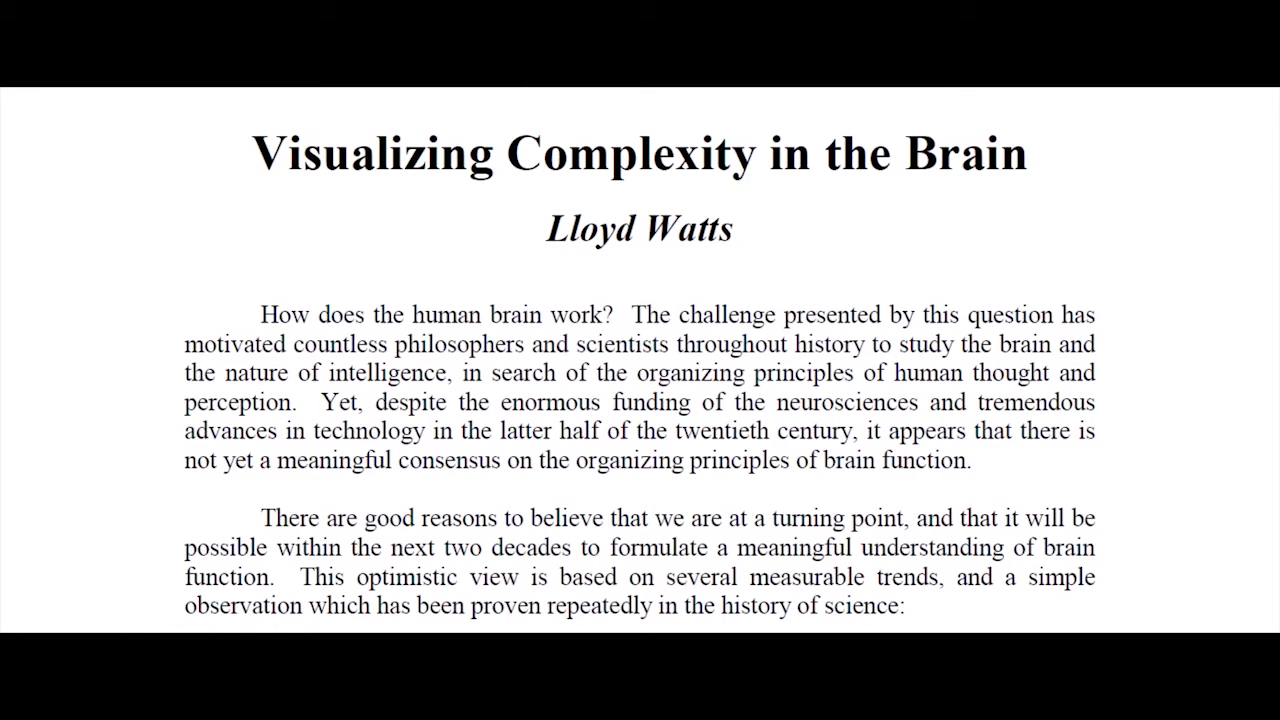 Visualizing Complexity in the Brain
Lloyd Watts
How does the human brain work? The challenge presented by this question has
motivated countless philosophers and scientists throughout history to study the brain and
the nature of intelligence, in search of the organizing principles of human thought and
perception. Yet, despite the enormous funding of the neurosciences and tremendous
advances in technology in the latter half of the twentieth century, it appears that there is
not yet a meaningful consensus on the organizing principles of brain function.
There are good reasons to believe that we are at a turning point, and that it will be
possible within the next two decades to formulate a meaningful understanding of brain
function. This optimistic view is based on several measurable trends, and a simple
observation which has been proven repeatedly in the history of science: